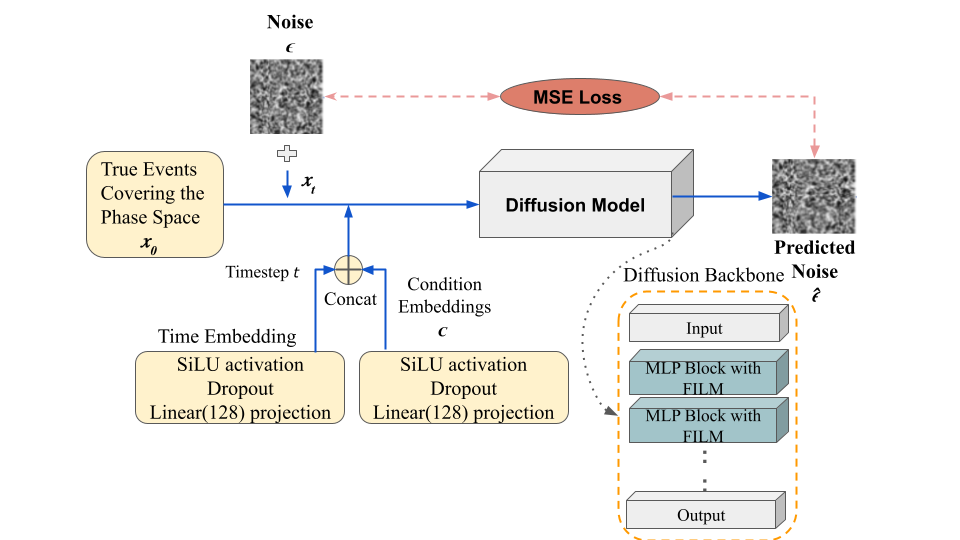 Noise
ϵ
MSE Loss
True Events
Covering the
Phase Space
x₀
xₜ
Diffusion Model
Predicted
Noise
ϵ̂
Timestep t
Concat
Condition
Embeddings
c
Diffusion Backbone
Time Embedding
SiLU activation
Dropout
Linear(128) projection
SiLU activation
Dropout
Linear(128) projection
Input
MLP Block with
FILM
MLP Block with
FILM
Output